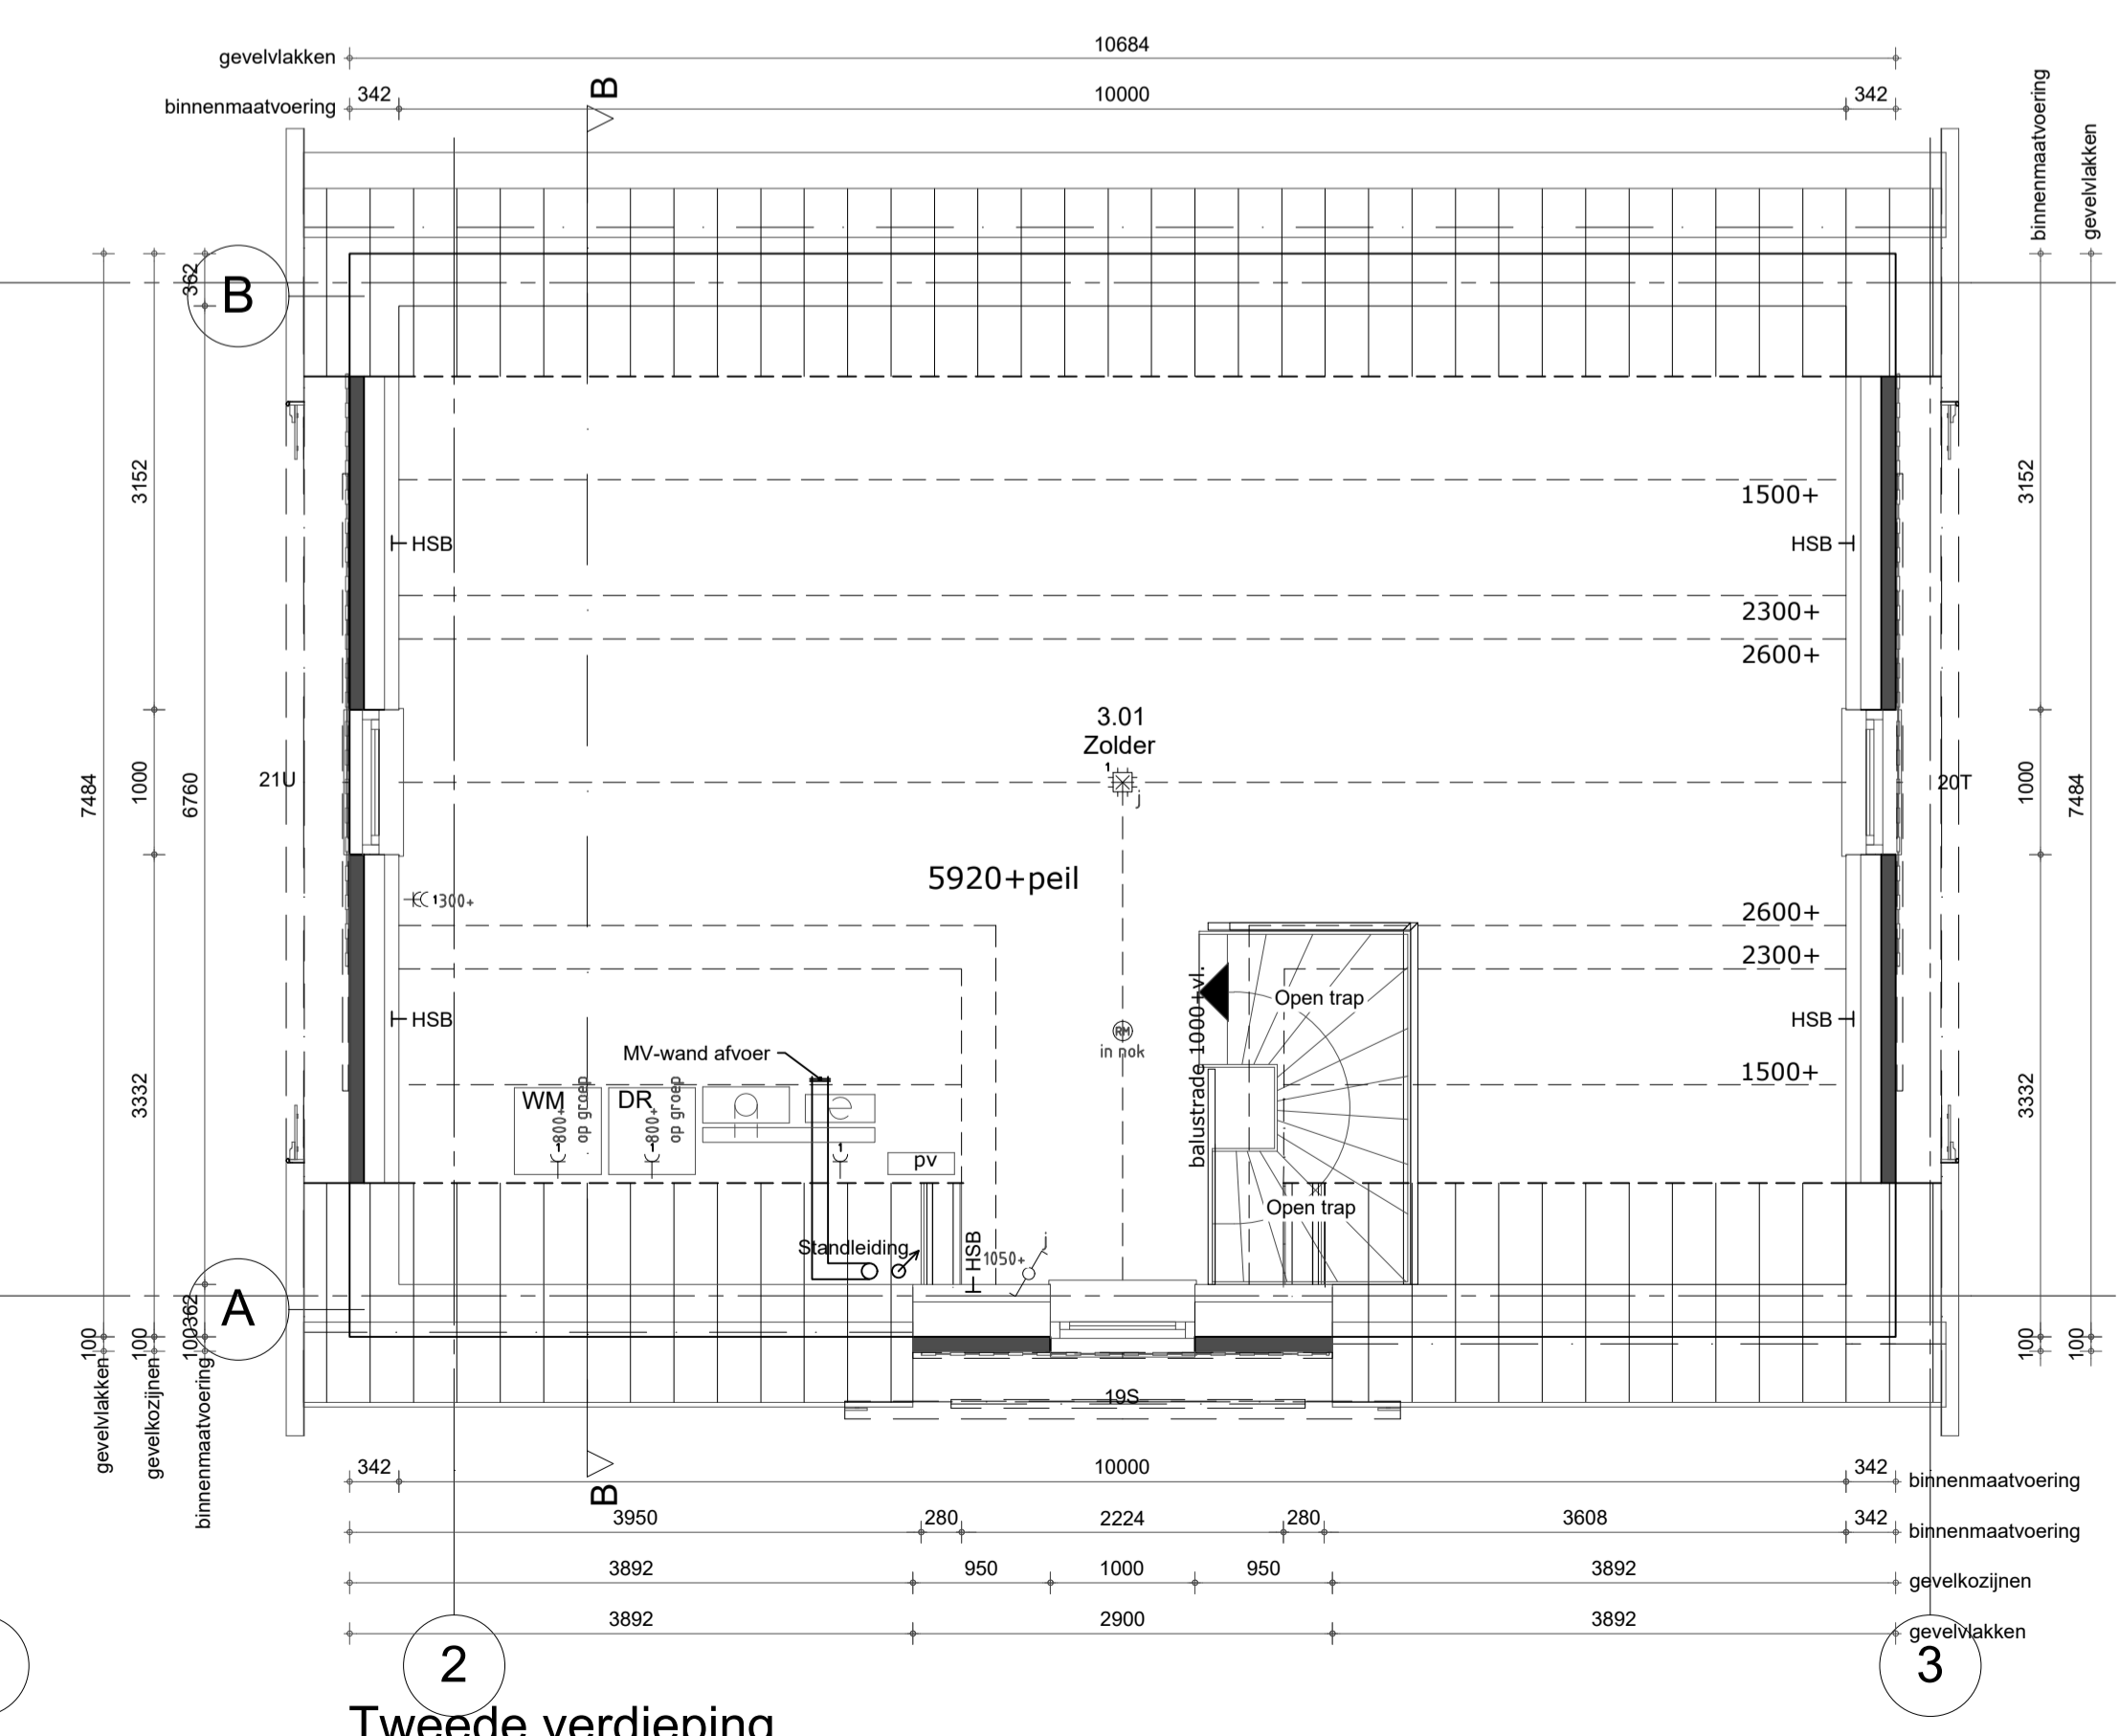 gevelvlakken
10684
binnenmaatvoering
342
10000
342
B
binnenmaatvoering
gevelvlakken
362
B
1500+
3152
3152
HSB
HSB
2300+
2600+
3.01
Zolder
1
j
7484
1000
6760
21U
20T
1000
7484
5920+peil
1300+
2600+
2300+
Open trap
balustrade 1000+vl.
HSB
HSB
RM
in nok
MV-wand afvoer
1500+
3332
3332
WM
800+
op groep
DR
800+
op groep
e
1
pv
Open trap
Standleiding
HSB
1050+
j
A
362
100
100
100
100
100
gevelvlakken
gevelkozijnen
binnenmaatvoering
19S
342
10000
342
binnenmaatvoering
B
3950
280
2224
280
3608
342
binnenmaatvoering
3892
950
1000
950
3892
gevelkozijnen
3892
2900
3892
gevelvlakken
2
3
Tweede verdieping